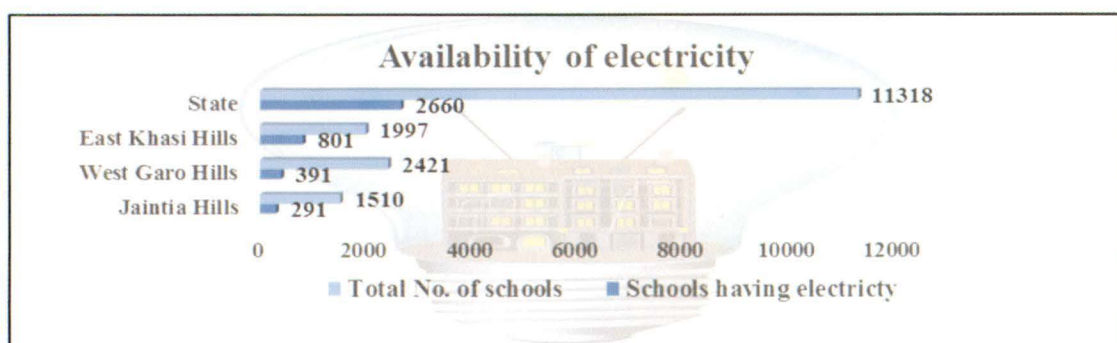 Availability of electricity
State 11318
2660
East Khasi Hills 1997
801
West Garo Hills 2421
391
Jaintia Hills 1510
291
0 2000 4000 6000 8000 10000 12000
Total No. of schools Schools having electricty